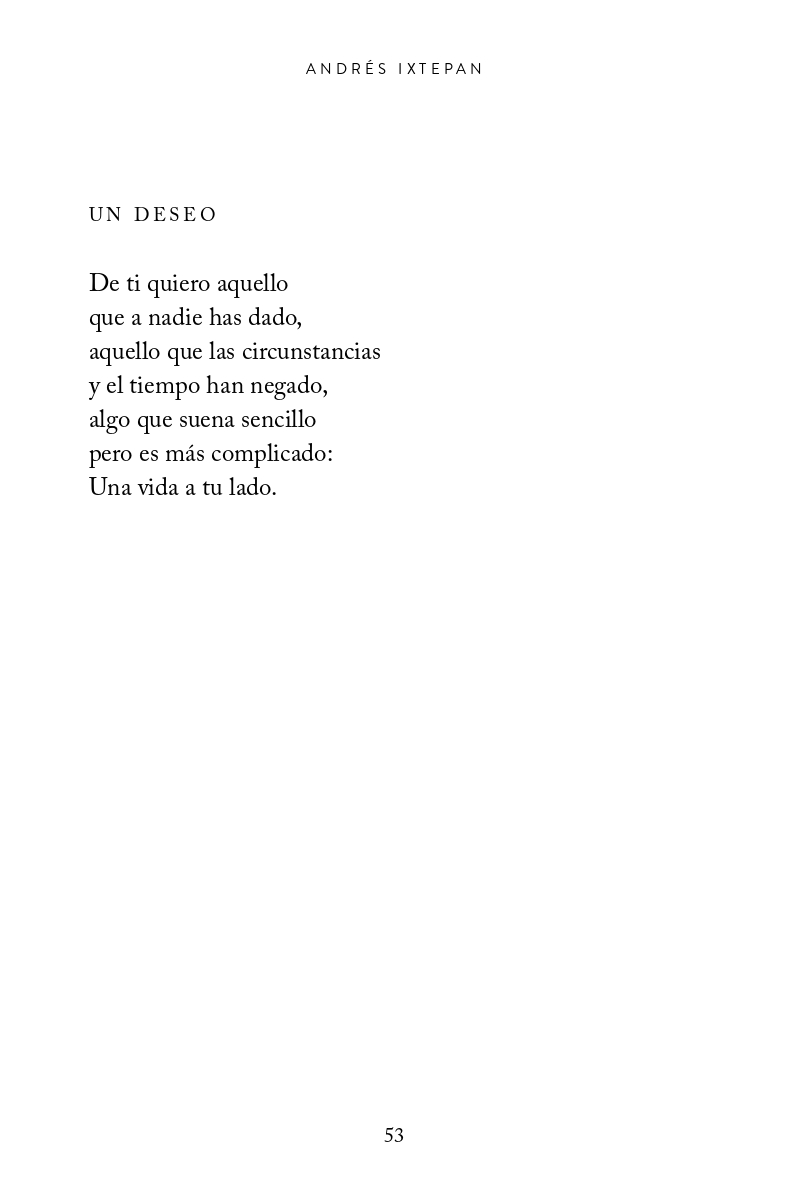 ANDRÉS IXTEPAN
UN DESEO
De ti quiero aquello
que a nadie has dado,
aquello que las circunstancias
y el tiempo han negado,
algo que suena sencillo
pero es más complicado:
Una vida a tu lado.
53